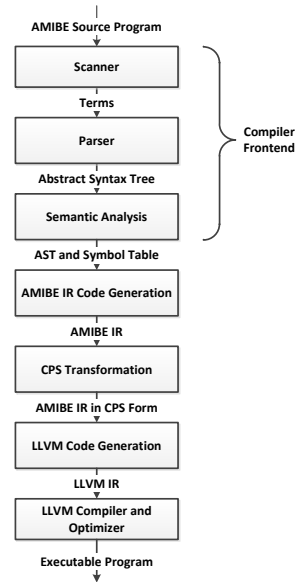 AMIBE Source Program
Scanner
Terms
Parser
Compiler
Frontend
Abstract Syntax Tree
Semantic Analysis
AST and Symbol Table
AMIBE IR Code Generation
AMIBE IR
CPS Transformation
AMIBE IR in CPS Form
LLVM Code Generation
LLVM IR
LLVM Compiler and
Optimizer
Executable Program